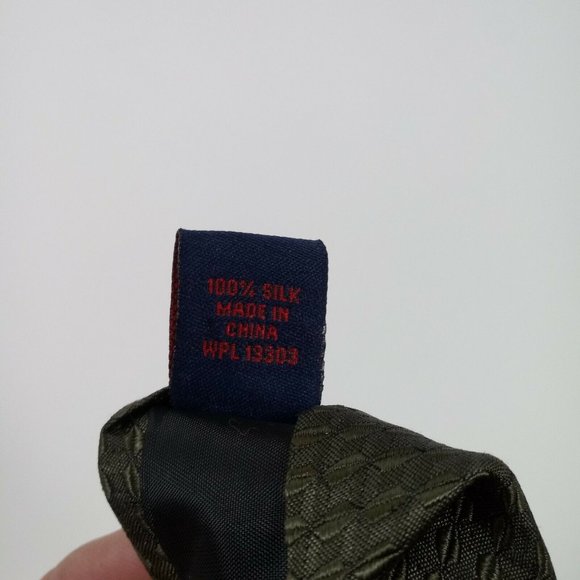 100% SILK
MADE IN
CHINA
WPL 13303